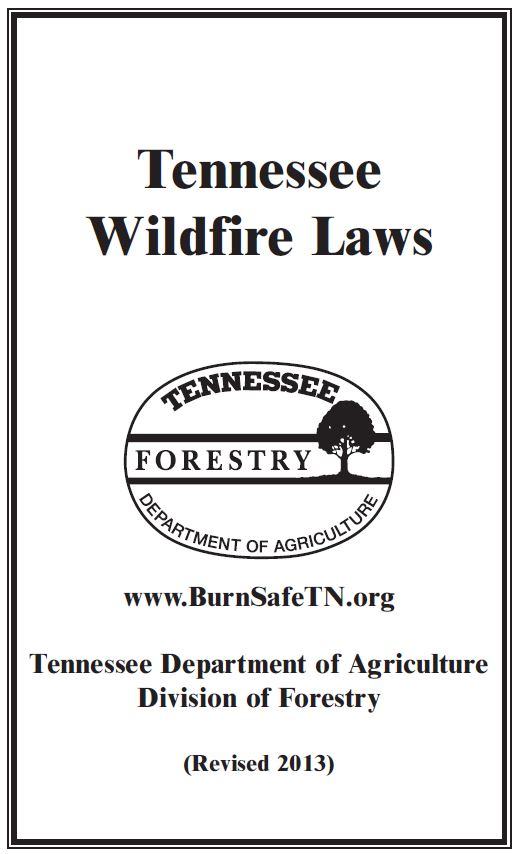 Tennessee
Wildfire Laws
TENNESSEE
FORESTRY
DEPARTMENT OF AGRICULTURE
www.BurnSafeTN.org
Tennessee Department of Agriculture
Division of Forestry
(Revised 2013)